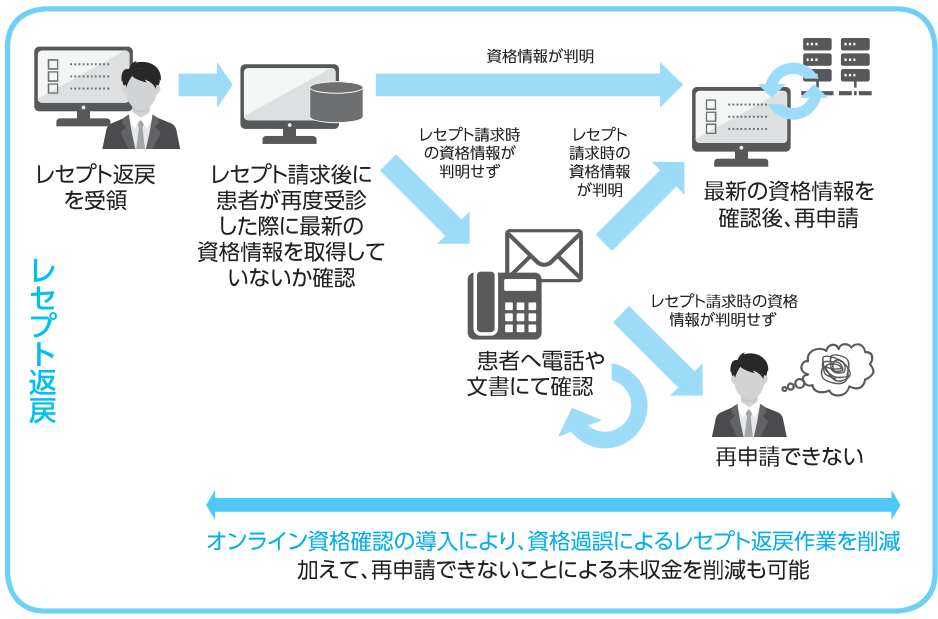 レセプト返戻
レセプト返戻
を受領
レセプト請求後に
患者が再度受診
した際に最新の
資格情報を取得して
いないか確認
資格情報が判明
最新の資格情報を
確認後、再申請
レセプト請求時
の資格情報が
判明せず
レセプト
請求時の
資格情報
が判明
患者へ電話や
文書にて確認
レセプト請求時の資格
情報が判明せず
再申請できない
オンライン資格確認の導入により、資格過誤によるレセプト返戻作業を削減
加えて、再申請できないことによる未収金を削減も可能